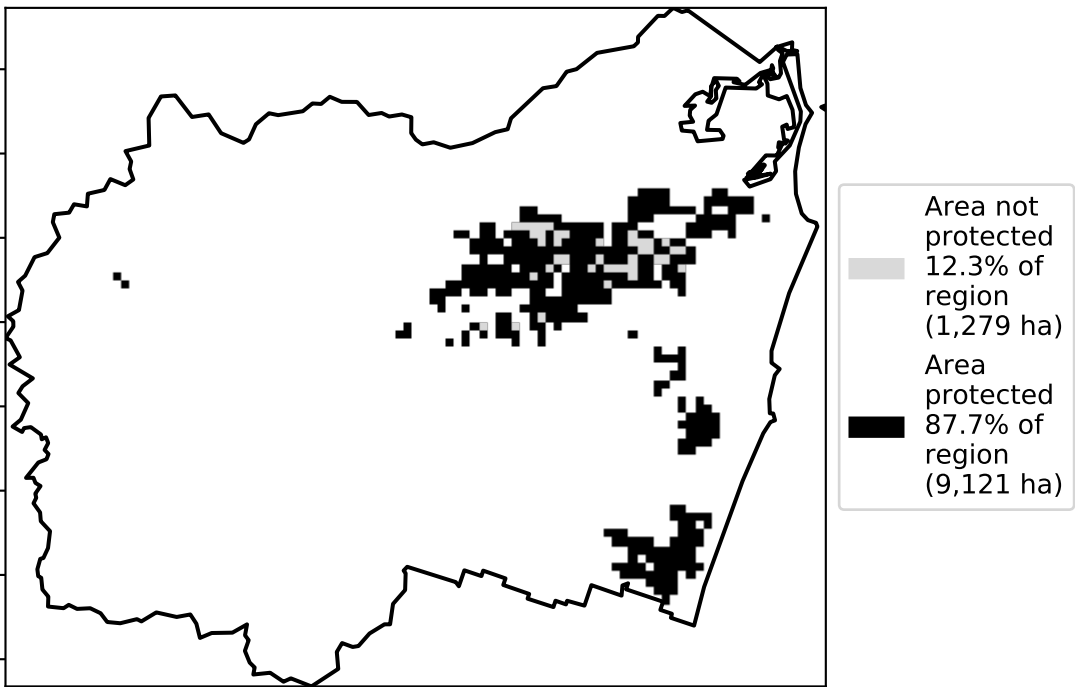 Area not
protected
12.3% of
region
(1,279 ha)
Area
protected
87.7% of
region
(9,121 ha)